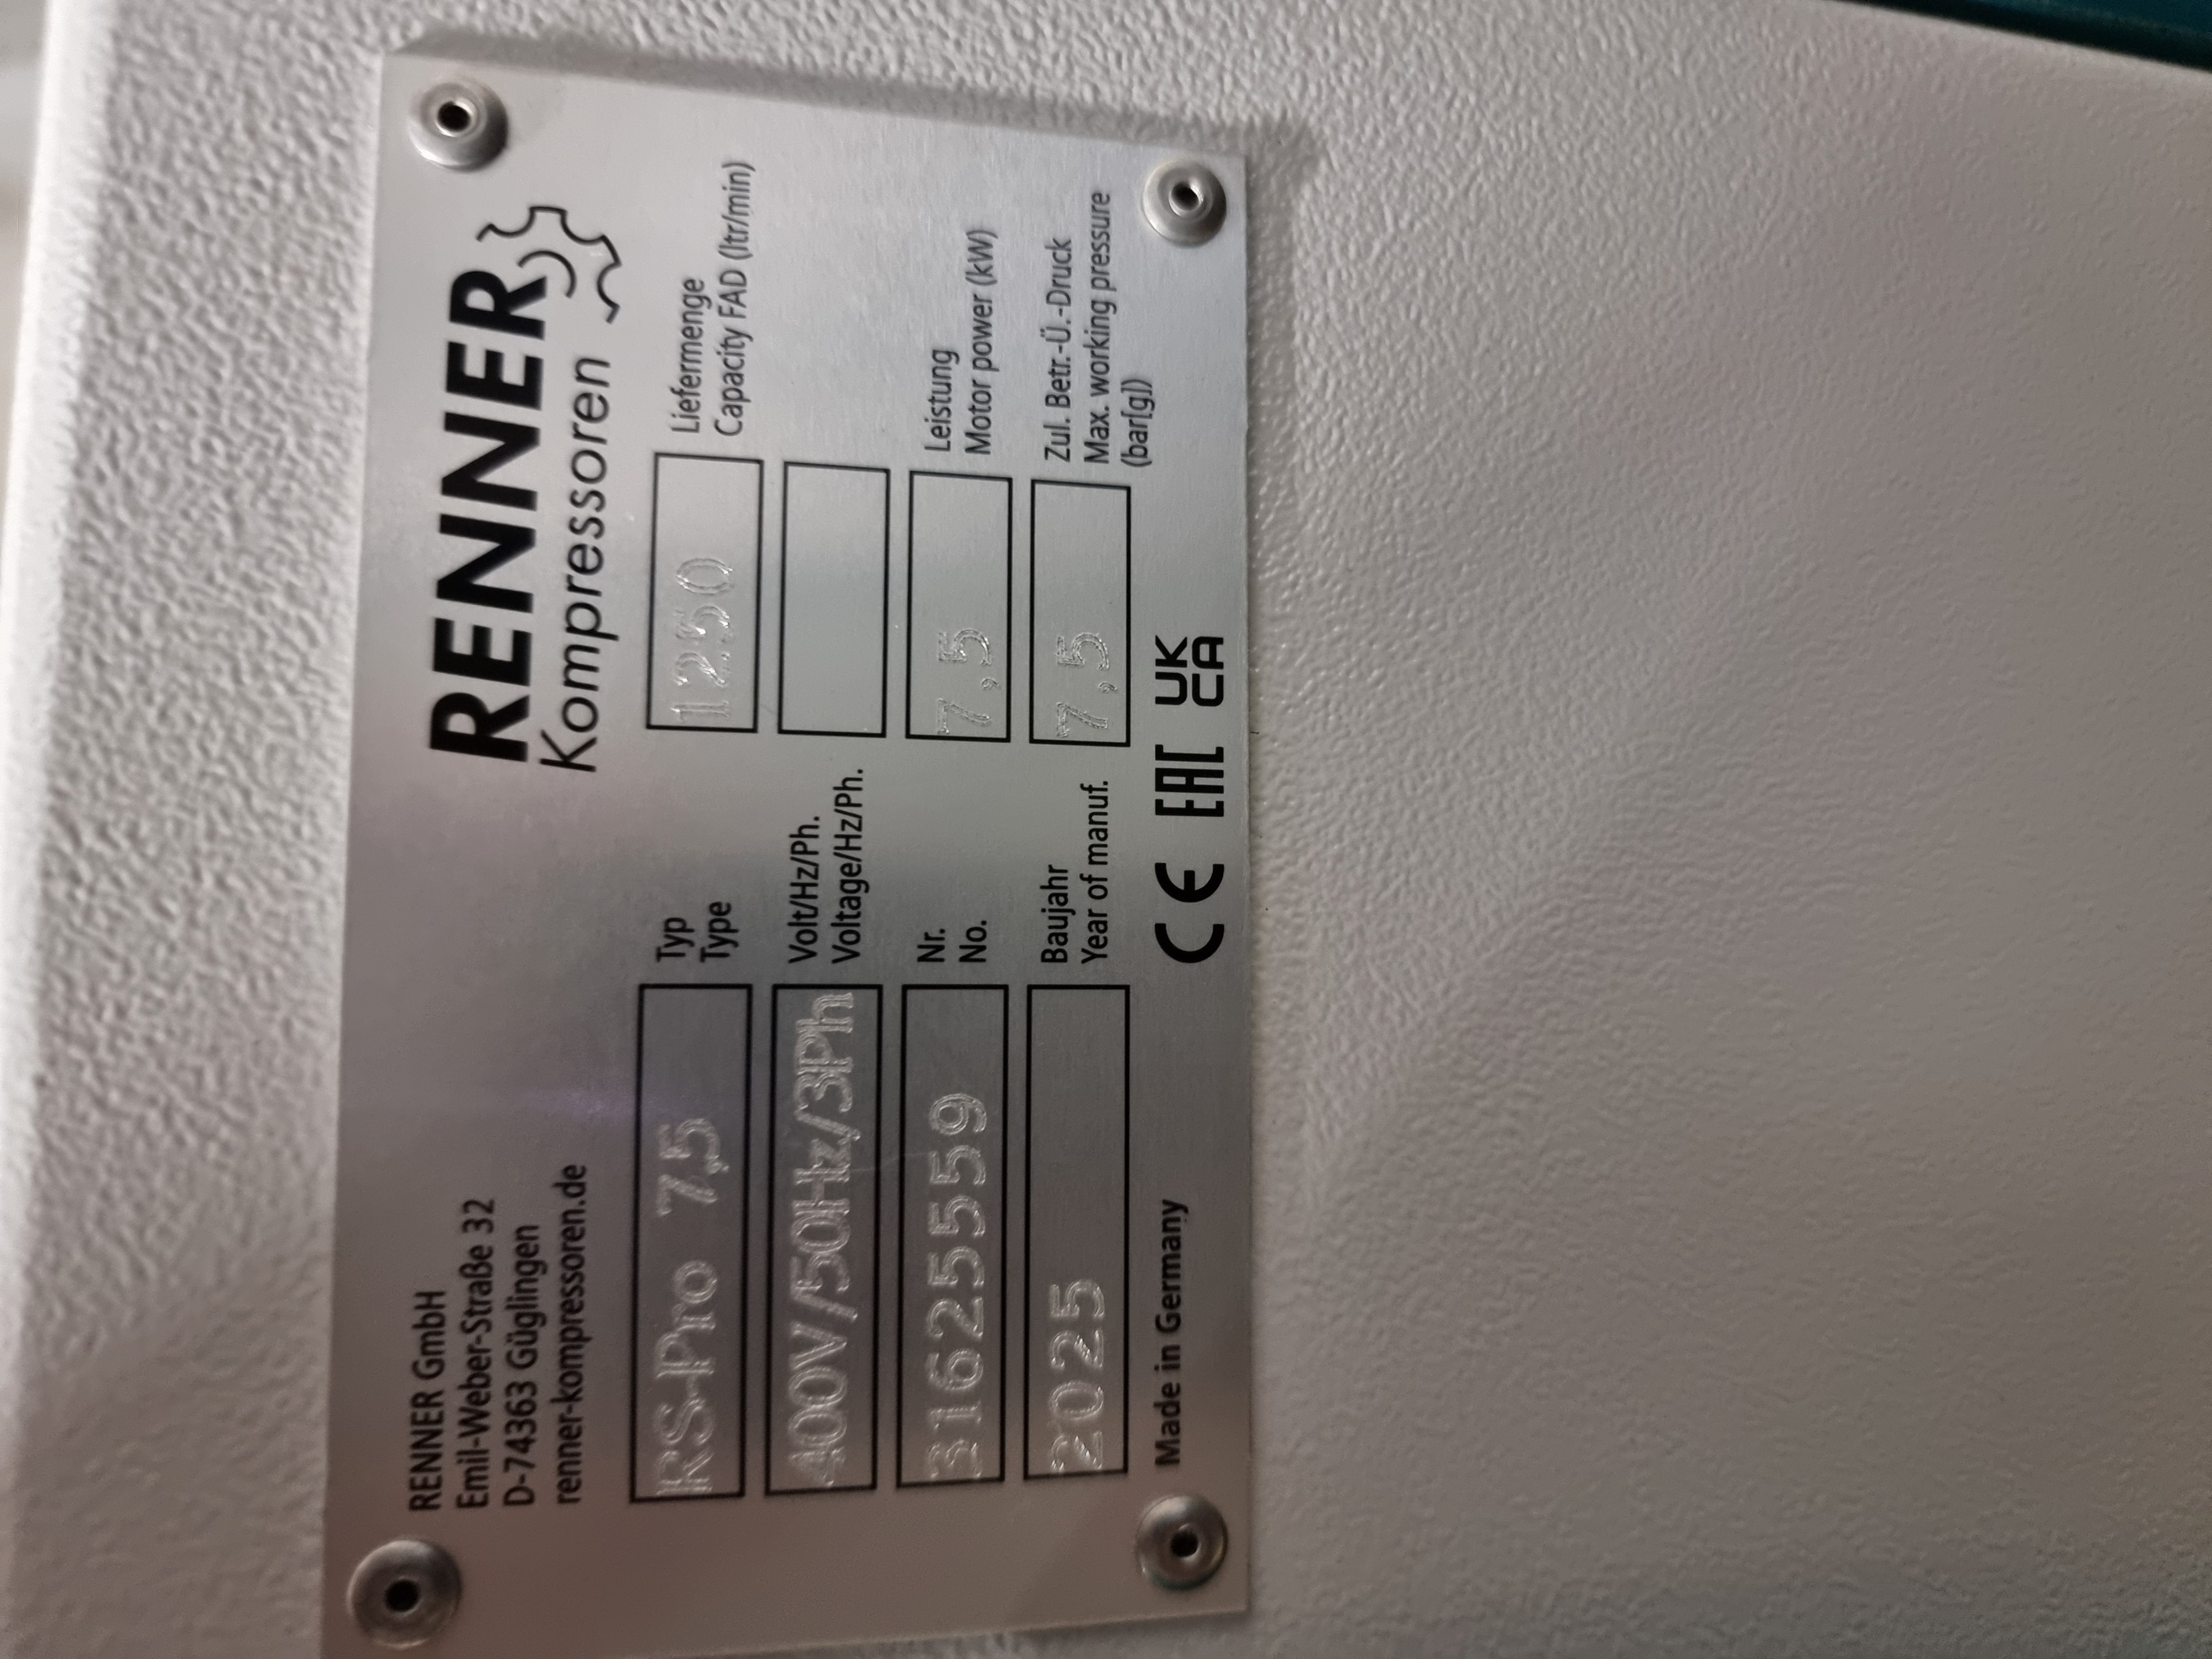 RENNER GmbH
Emil-Weber-Straße 32
D-74363 Güglingen
renner-kompressoren.de
RENNER
Kompressoren
RS-Pro 7,5
Typ
Type
1250
Liefermenge
Capacity FAD (ltr/min)
400V/50Hz/3Ph
Volt/Hz/Ph.
Voltage/Hz/Ph.
31625559
Nr.
No.
7,5
Leistung
Motor power (kW)
2025
Baujahr
Year of manuf.
7,5
Zul. Betr.-Ü.-Druck
Max. working pressure
(bar[g])
Made in Germany
CE EAC UK
CA